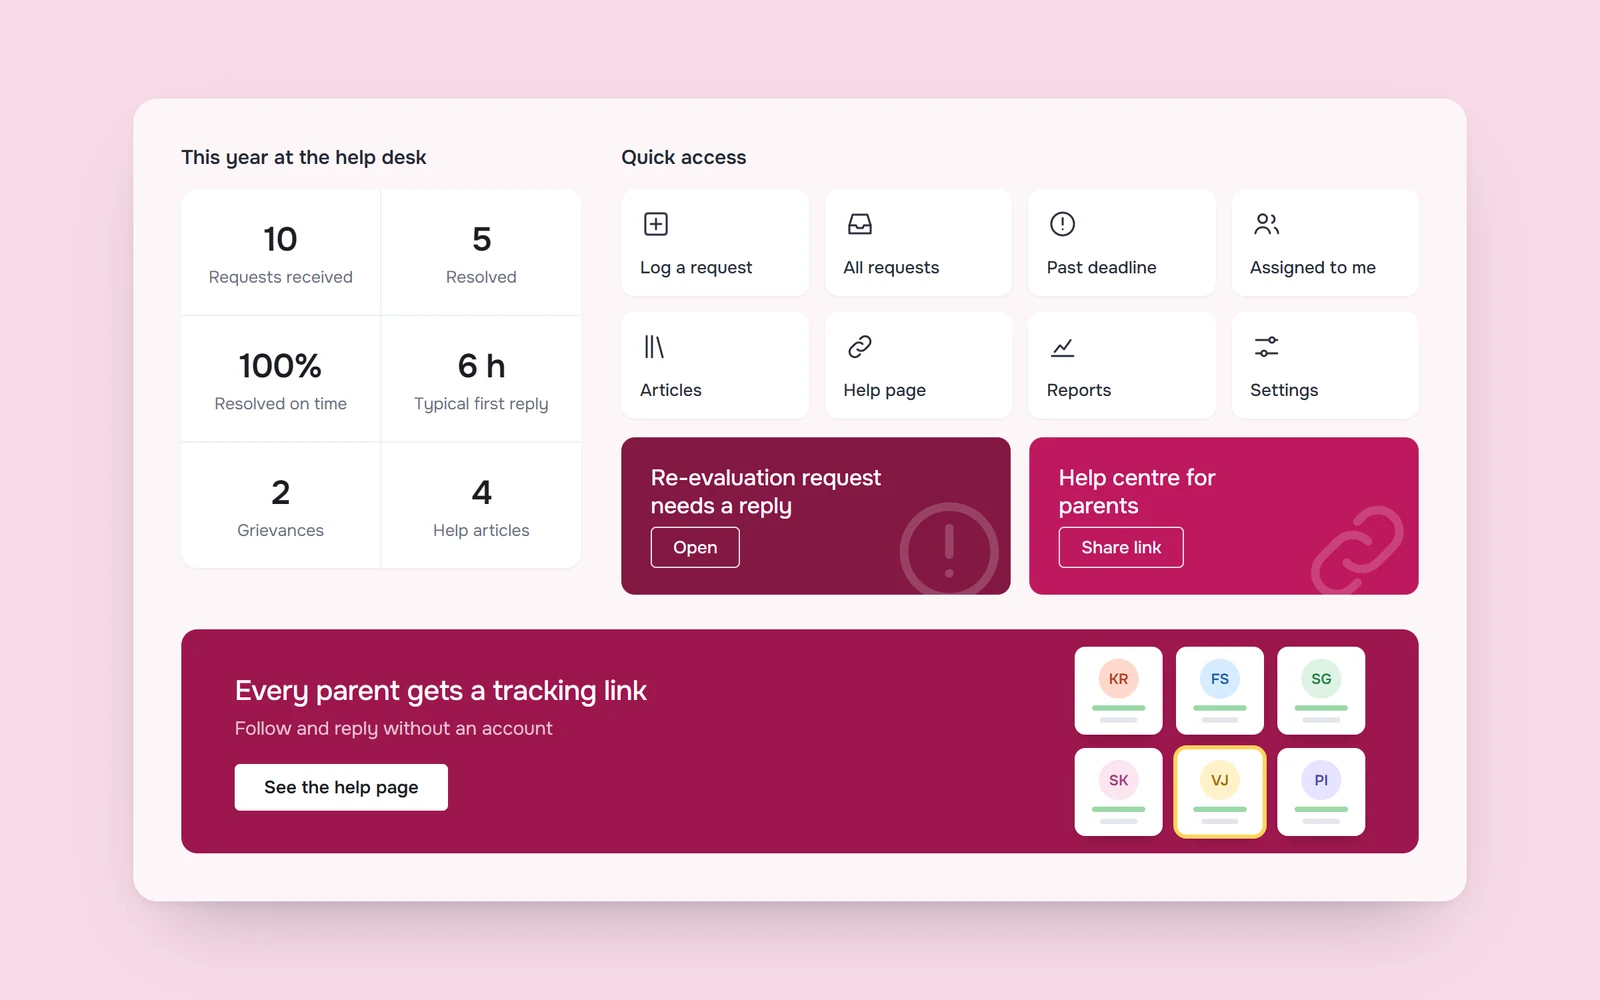 This year at the help desk
10
Requests received
5
Resolved
100%
Resolved on time
6 h
Typical first reply
2
Grievances
4
Help articles
Quick access
Log a request
All requests
Past deadline
Assigned to me
Articles
Help page
Reports
Settings
Re-evaluation request
needs a reply
Open
Help centre for
parents
Share link
Every parent gets a tracking link
Follow and reply without an account
See the help page
KR
FS
SG
SK
VJ
PI